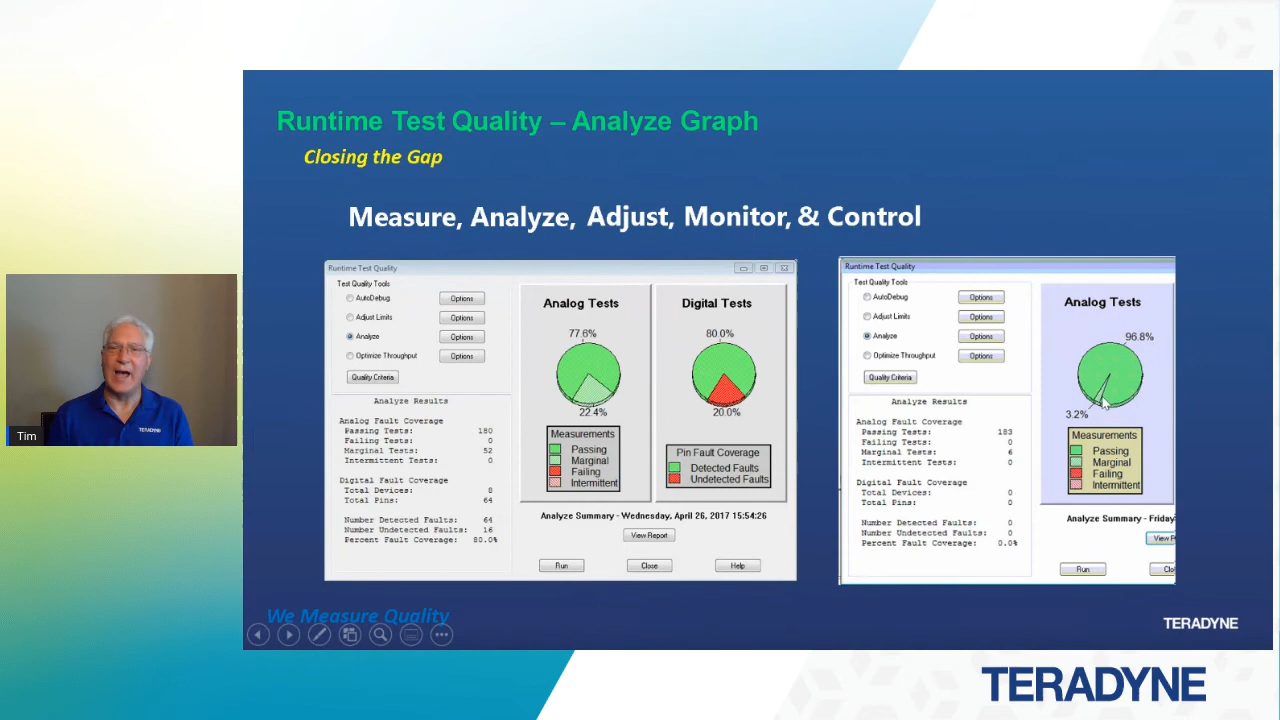 Runtime Test Quality – Analyze Graph
Closing the Gap
Measure, Analyze, Adjust, Monitor, & Control
Runtime Test Quality
Test Quality Tools
AutoDebug Options
Adjust Limits Options
Analyze Options
Optimize Throughput Options
Quality Criteria
Analyze Results
Analog Fault Coverage
Passing Tests: 180
Failing Tests: 0
Marginal Tests: 52
Intermittent Tests: 0
Digital Fault Coverage
Total Devices: 8
Total Pins: 64
Number Detected Faults: 64
Number Undetected Faults: 16
Percent Fault Coverage: 80.0%
Analog Tests
77.6%
22.4%
Measurements
Passing
Marginal
Failing
Intermittent
Digital Tests
80.0%
20.0%
Pin Fault Coverage
Detected Faults
Undetected Faults
Analyze Summary - Wednesday, April 26, 2017 15:54:26
View Report
Run Close Help
Runtime Test Quality
Test Quality Tools
AutoDebug Options
Adjust Limits Options
Analyze Options
Optimize Throughput Options
Quality Criteria
Analyze Results
Analog Fault Coverage
Passing Tests: 183
Failing Tests: 0
Marginal Tests: 6
Intermittent Tests: 0
Digital Fault Coverage
Total Devices: 0
Total Pins: 0
Number Detected Faults: 0
Number Undetected Faults: 0
Percent Fault Coverage: 0.0%
Analog Tests
96.8%
3.2%
Measurements
Passing
Marginal
Failing
Intermittent
Analyze Summary - Friday
View
Run Clo
TERADYNE
Tim
We Measure Quality
TERADYNE
TERADYNE